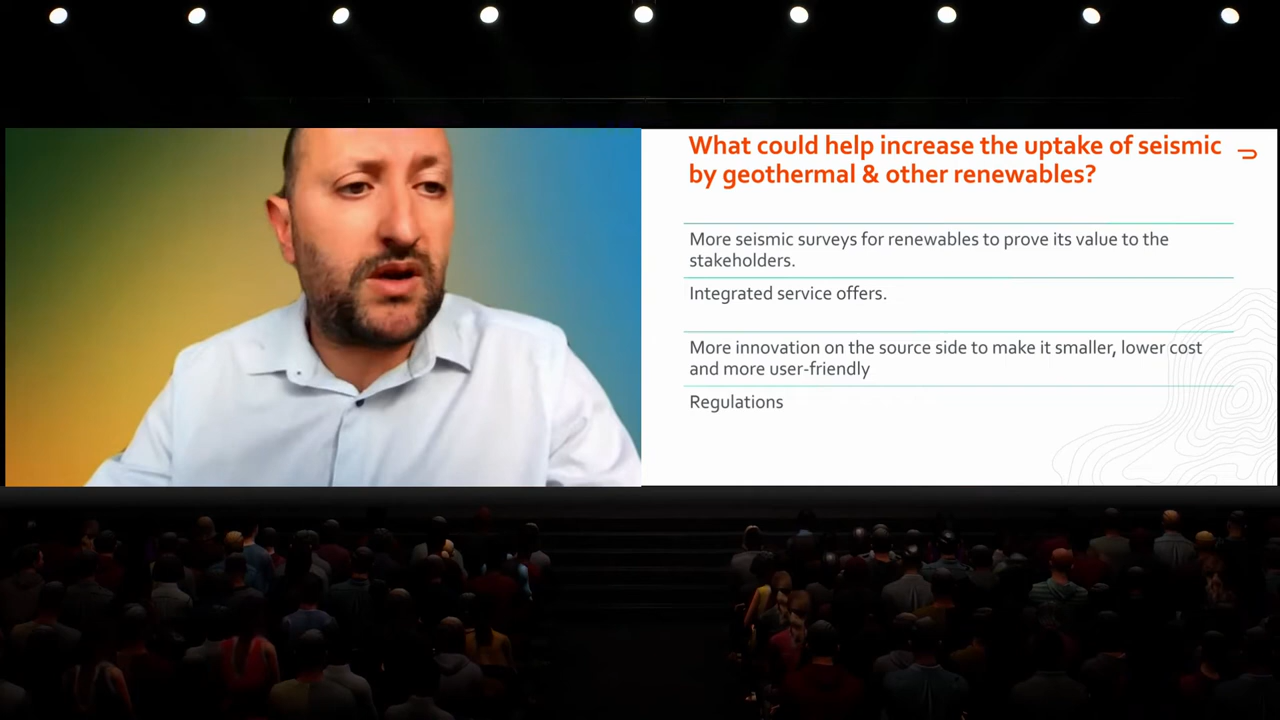 What could help increase the uptake of seismic
by geothermal & other renewables?
More seismic surveys for renewables to prove its value to the
stakeholders.
Integrated service offers.
More innovation on the source side to make it smaller, lower cost
and more user-friendly
Regulations